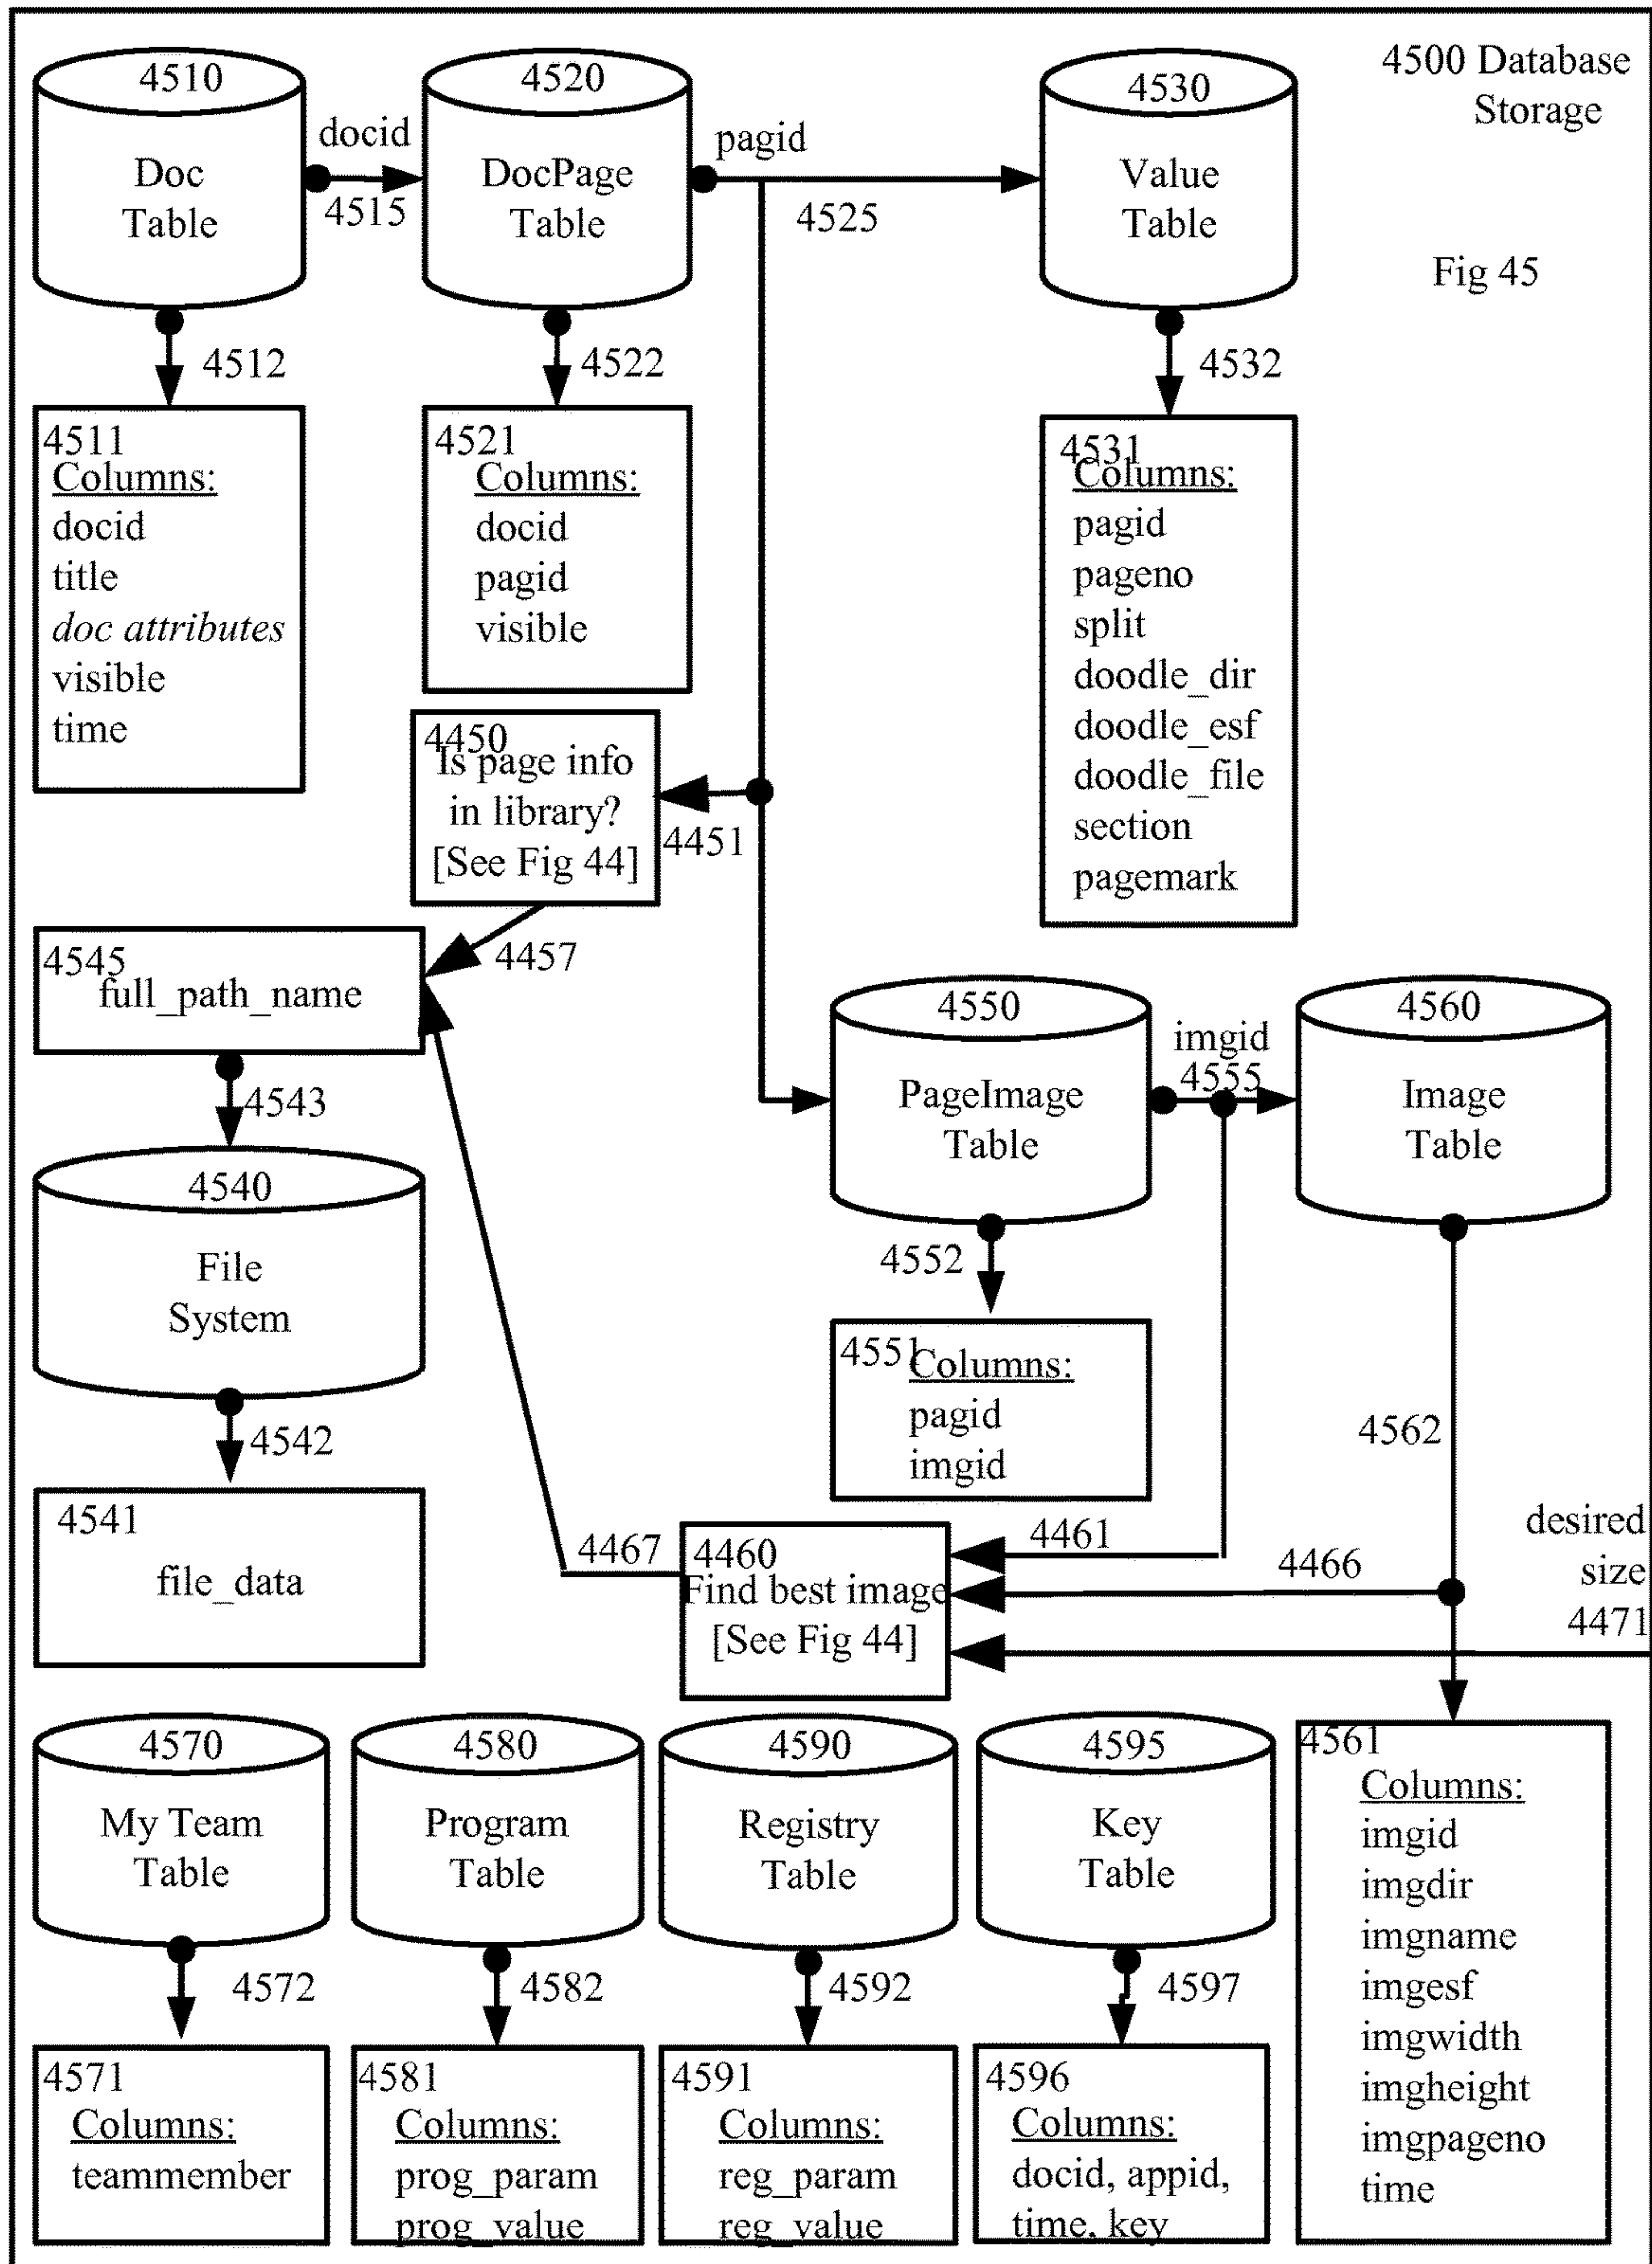 4500 Database
Storage
Fig 45
4510
Doc
Table
docid
4515
4520
DocPage
Table
pagid
4525
4530
Value
Table
4512
4522
4532
4511
Columns:
docid
title
doc attributes
visible
time
4521
Columns:
docid
pagid
visible
4531
Columns:
pagid
pageno
split
doodle_dir
doodle_esf
doodle_file
section
pagemark
4450
Is page info
in library?
[See Fig 44]
4451
4457
4545
full_path_name
4543
4540
File
System
4542
4541
file_data
4550
PageImage
Table
imgid
4555
4560
Image
Table
4552
4551
Columns:
pagid
imgid
4562
4461
4466
desired
size
4471
4467
4460
Find best image
[See Fig 44]
4570
My Team
Table
4580
Program
Table
4590
Registry
Table
4595
Key
Table
4572
4582
4592
4597
4571
Columns:
teammember
4581
Columns:
prog_param
prog_value
4591
Columns:
reg_param
reg_value
4596
Columns:
docid, appid,
time, key
4561
Columns:
imgid
imgdir
imgname
imgesf
imgwidth
imgheight
imgpageno
time